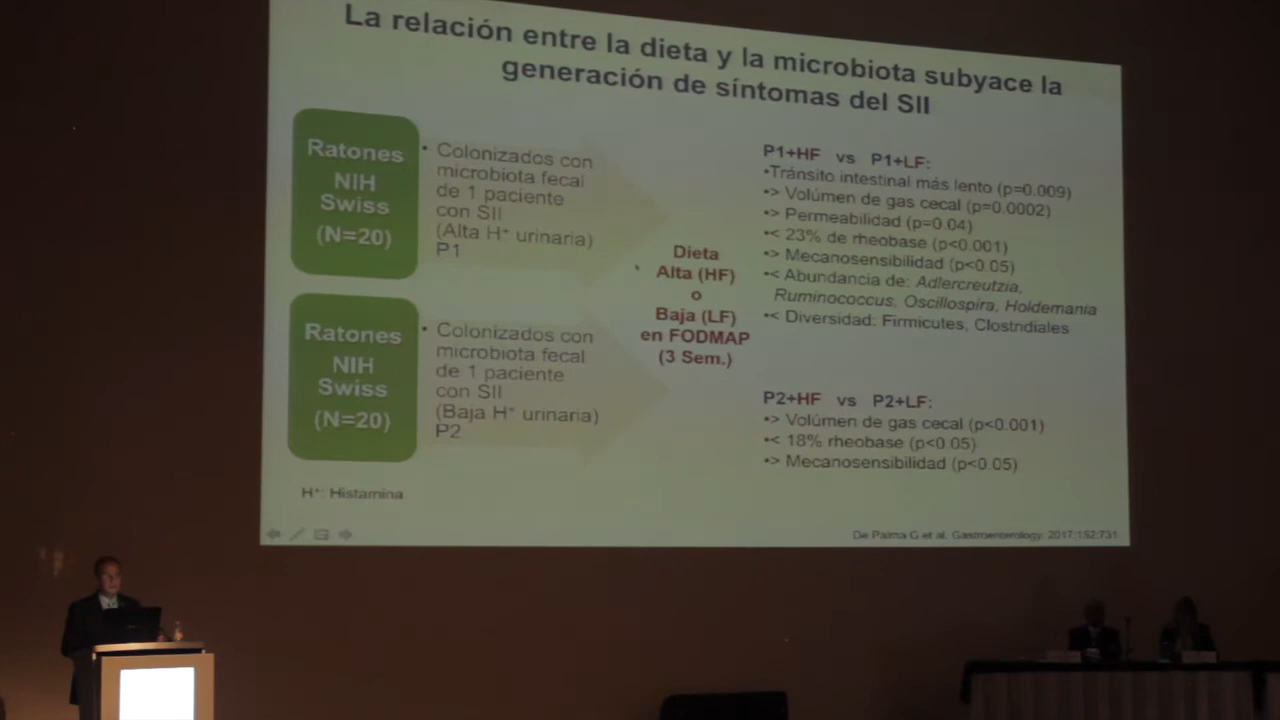 La relación entre la dieta y la microbiota subyace la
generación de síntomas del SII
Ratones
NIH
Swiss
(N=20)
• Colonizados con
microbiota fecal
de 1 paciente
con SII
(Alta H⁺ urinaria)
P1
Ratones
NIH
Swiss
(N=20)
• Colonizados con
microbiota fecal
de 1 paciente
con SII
(Baja H⁺ urinaria)
P2
H⁺: Histamina
Dieta
• Alta (HF)
o
Baja (LF)
en FODMAP
(3 Sem.)
P1+HF vs P1+LF:
•Tránsito intestinal más lento (p=0.009)
•> Volúmen de gas cecal (p=0.0002)
•> Permeabilidad (p=0.04)
•< 23% de rheobase (p<0.001)
•> Mecanosensibilidad (p<0.05)
•< Abundancia de: Adlercreutzia,
Ruminococcus, Oscillospira, Holdemania
•< Diversidad: Firmicutes, Clostridiales
P2+HF vs P2+LF:
•> Volúmen de gas cecal (p<0.001)
•< 18% rheobase (p<0.05)
•> Mecanosensibilidad (p<0.05)
De Palma G et al. Gastroenterology. 2017;152:731